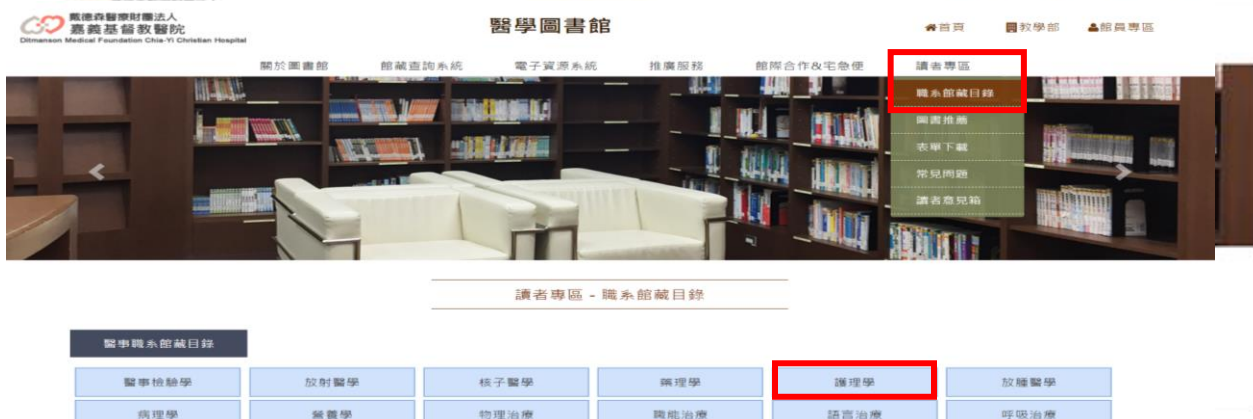 戴德森醫療財團法人
嘉義基督教醫院
Ditmanson Medical Foundation Chia-Yi Christian Hospital
醫學圖書館
首頁 教學部 館員專區
關於圖書館 館藏查詢系統 電子資源系統 推廣服務 館際合作&宅急便 讀者專區
職系館藏目錄
圖書推薦
表單下載
常見問題
讀者意見箱
讀者專區 - 職系館藏目錄
醫事職系館藏目錄
醫事檢驗學 放射醫學 核子醫學 藥理學 護理學 放腫醫學
病理學 營養學 物理治療 職能治療 語言治療 呼吸治療